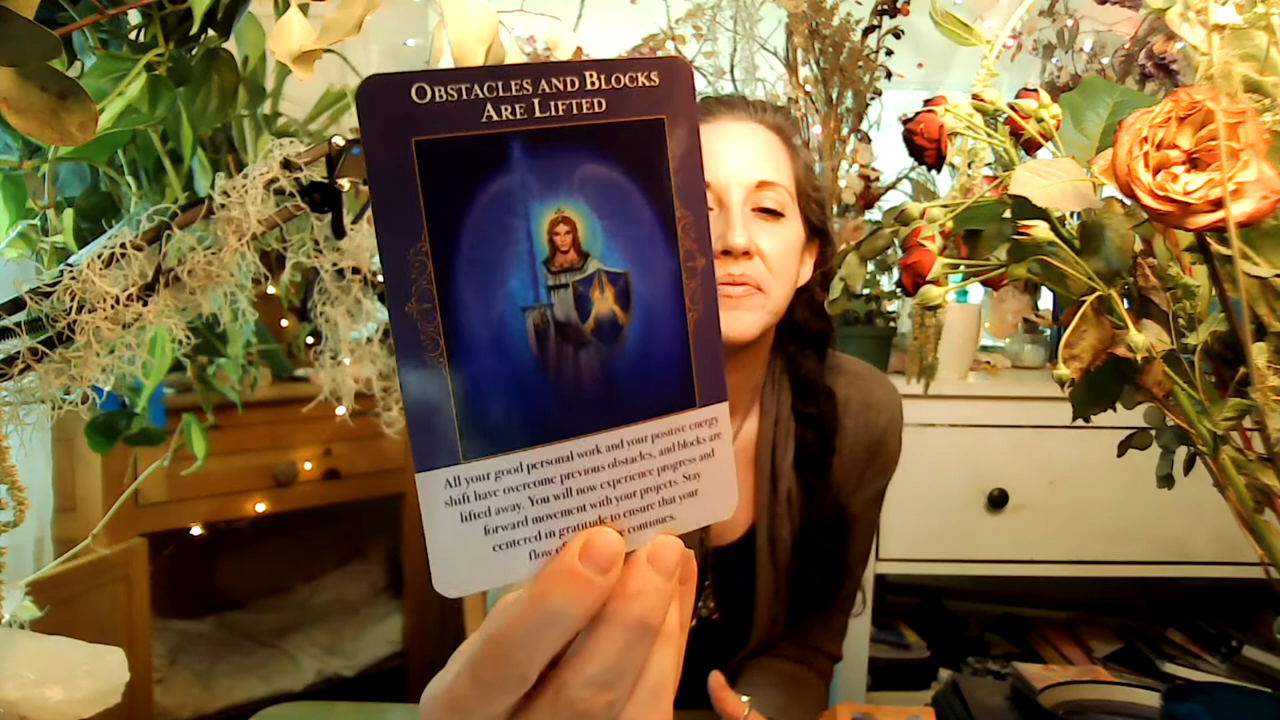 OBSTACLES AND BLOCKS
ARE LIFTED
All your good personal work and your positive energy
shift have overcome previous obstacles, and blocks are
lifted away. You will now experience progress and
forward movement with your projects. Stay
centered in gratitude to ensure that your
flow continues.